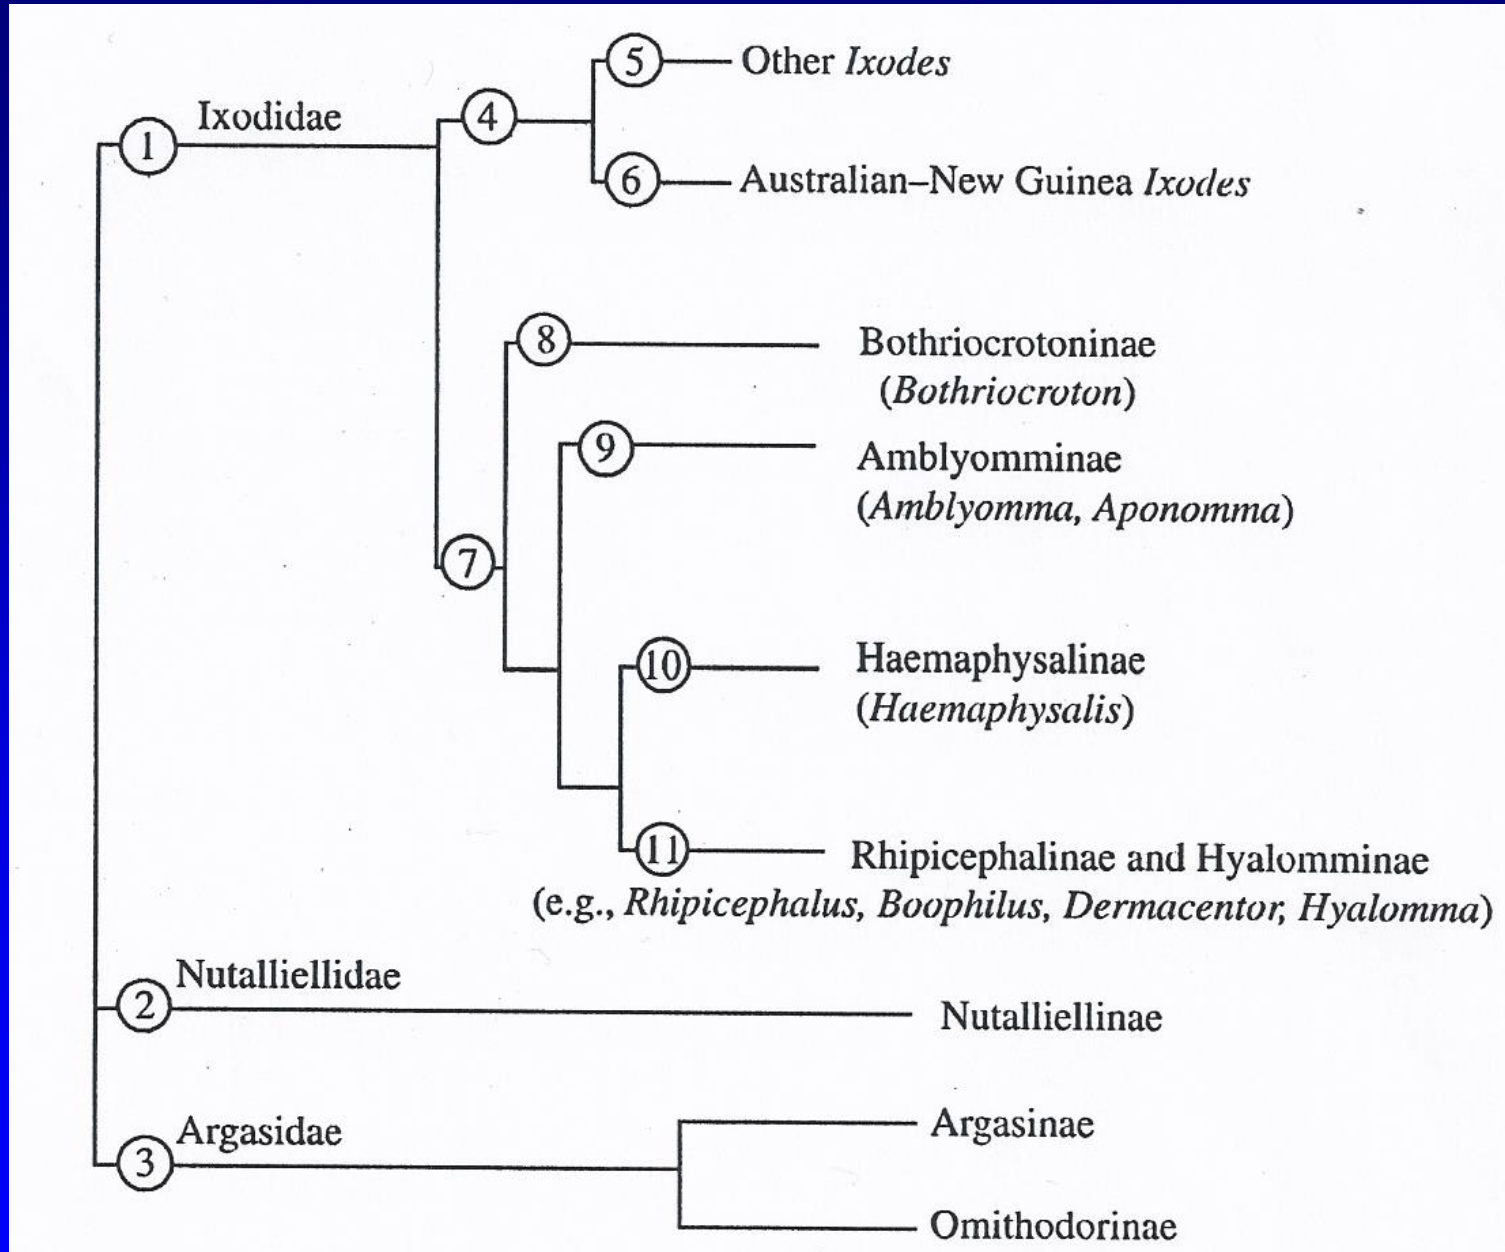 5 Other Ixodes
1 Ixodidae
4
6 Australian–New Guinea Ixodes
8 Bothriocrotoninae
(Bothriocroton)
9 Amblyomminae
(Amblyomma, Aponomma)
7
10 Haemaphysalinae
(Haemaphysalis)
11 Rhipicephalinae and Hyalomminae
(e.g., Rhipicephalus, Boophilus, Dermacentor, Hyalomma)
2 Nutalliellidae
Nutalliellinae
3 Argasidae
Argasinae
Omithodorinae